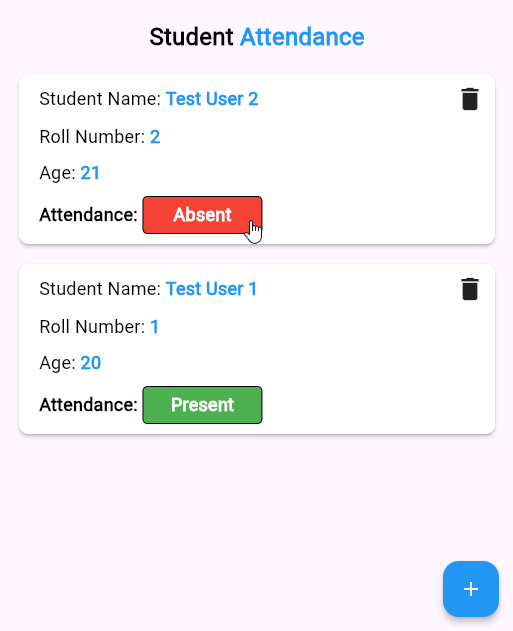 Student Attendance
Student Name: Test User 2
Roll Number: 2
Age: 21
Attendance: Absent
Student Name: Test User 1
Roll Number: 1
Age: 20
Attendance: Present
+